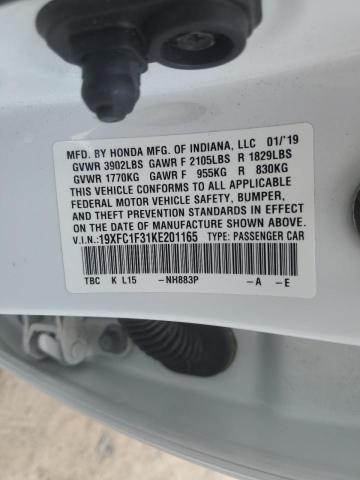 MFD. BY HONDA MFG. OF INDIANA, LLC 01/'19
GVWR 3902LBS GAWR F 2105LBS R 1829LBS
GVWR 1770KG GAWR F 955KG R 830KG
THIS VEHICLE CONFORMS TO ALL APPLICABLE
FEDERAL MOTOR VEHICLE SAFETY, BUMPER,
AND THEFT PREVENTION STANDARDS IN EFFECT
ON THE DATE OF MANUFACTURE SHOWN ABOVE.
V.I.N.:19XFC1F31KE201165 TYPE: PASSENGER CAR
TBC K L15 -NH883P -A -E